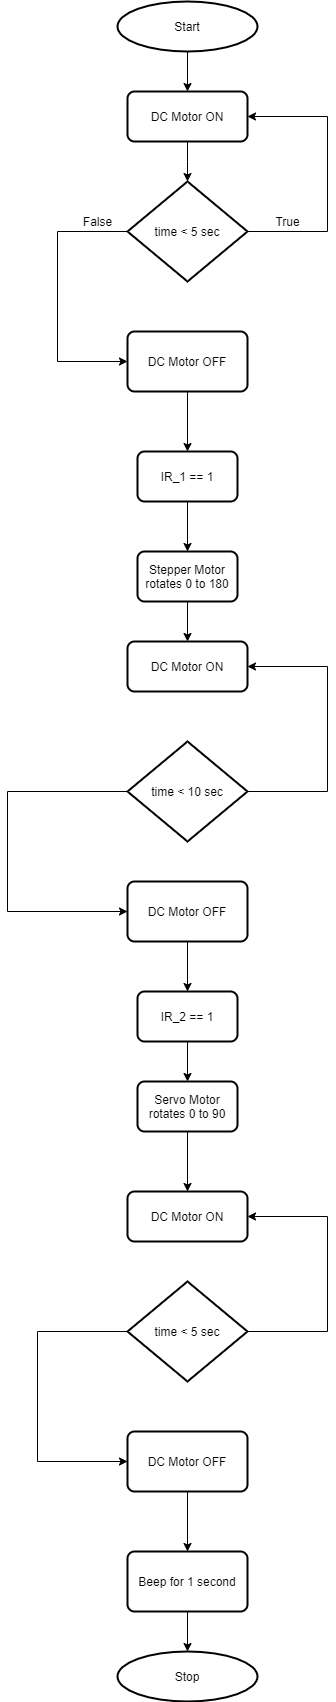 Start
DC Motor ON
False
True
time < 5 sec
DC Motor OFF
IR_1 == 1
Stepper Motor
rotates 0 to 180
DC Motor ON
time < 10 sec
DC Motor OFF
IR_2 == 1
Servo Motor
rotates 0 to 90
DC Motor ON
time < 5 sec
DC Motor OFF
Beep for 1 second
Stop